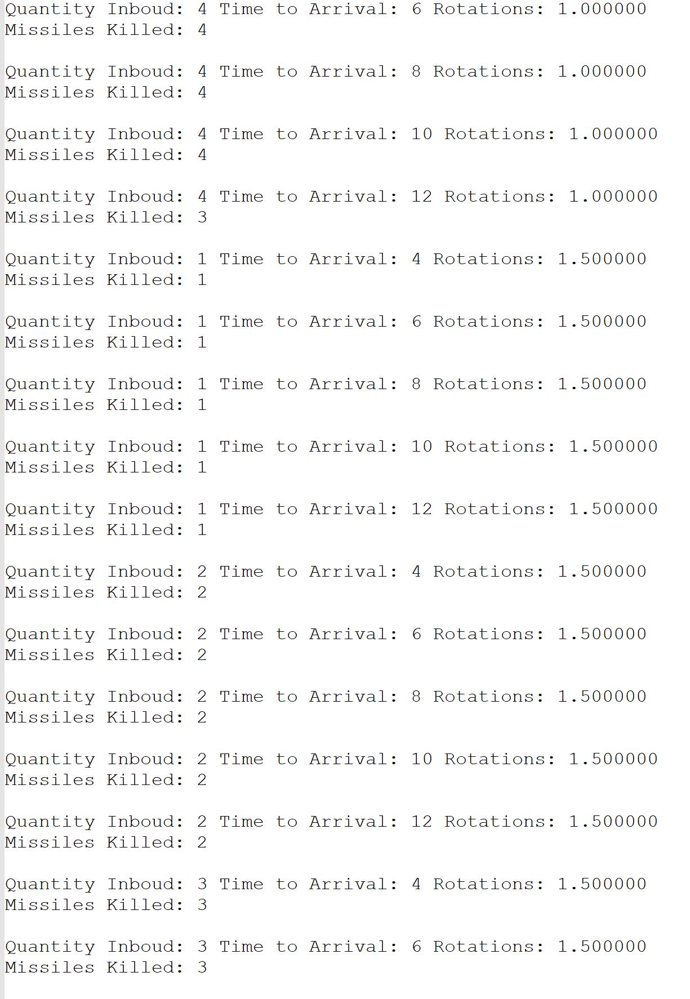 Quantity Inboud: 4 Time to Arrival: 6 Rotations: 1.000000
Missiles Killed: 4
Quantity Inboud: 4 Time to Arrival: 8 Rotations: 1.000000
Missiles Killed: 4
Quantity Inboud: 4 Time to Arrival: 10 Rotations: 1.000000
Missiles Killed: 4
Quantity Inboud: 4 Time to Arrival: 12 Rotations: 1.000000
Missiles Killed: 3
Quantity Inboud: 1 Time to Arrival: 4 Rotations: 1.500000
Missiles Killed: 1
Quantity Inboud: 1 Time to Arrival: 6 Rotations: 1.500000
Missiles Killed: 1
Quantity Inboud: 1 Time to Arrival: 8 Rotations: 1.500000
Missiles Killed: 1
Quantity Inboud: 1 Time to Arrival: 10 Rotations: 1.500000
Missiles Killed: 1
Quantity Inboud: 1 Time to Arrival: 12 Rotations: 1.500000
Missiles Killed: 1
Quantity Inboud: 2 Time to Arrival: 4 Rotations: 1.500000
Missiles Killed: 2
Quantity Inboud: 2 Time to Arrival: 6 Rotations: 1.500000
Missiles Killed: 2
Quantity Inboud: 2 Time to Arrival: 8 Rotations: 1.500000
Missiles Killed: 2
Quantity Inboud: 2 Time to Arrival: 10 Rotations: 1.500000
Missiles Killed: 2
Quantity Inboud: 2 Time to Arrival: 12 Rotations: 1.500000
Missiles Killed: 2
Quantity Inboud: 3 Time to Arrival: 4 Rotations: 1.500000
Missiles Killed: 3
Quantity Inboud: 3 Time to Arrival: 6 Rotations: 1.500000
Missiles Killed: 3